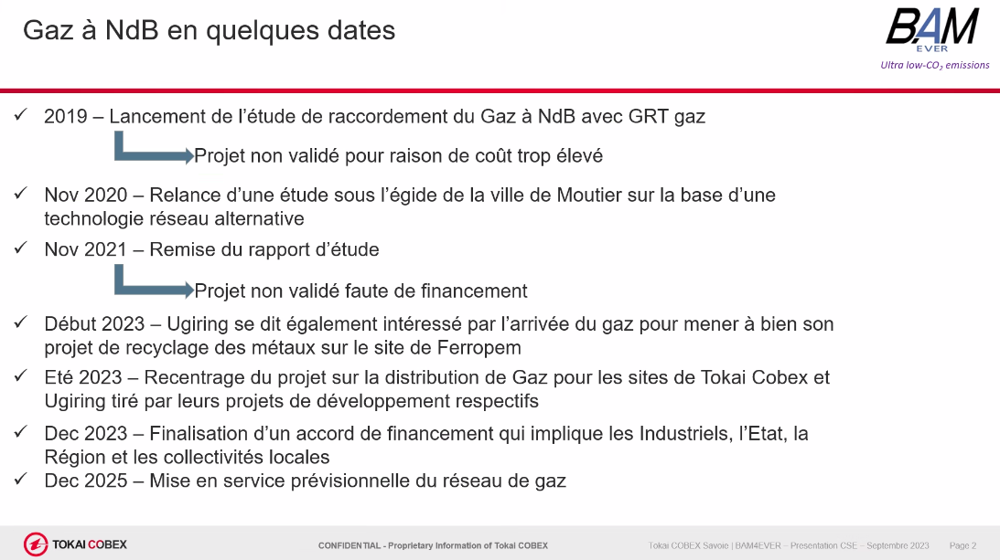 Gaz à NdB en quelques dates
BAM
EVER
Ultra low-CO₂ emissions
✓ 2019 – Lancement de l’étude de raccordement du Gaz à NdB avec GRT gaz
Projet non validé pour raison de coût trop élevé
✓ Nov 2020 – Relance d’une étude sous l’égide de la ville de Moutier sur la base d’une
technologie réseau alternative
✓ Nov 2021 – Remise du rapport d’étude
Projet non validé faute de financement
✓ Début 2023 – Ugiring se dit également intéressé par l’arrivée du gaz pour mener à bien son
projet de recyclage des métaux sur le site de Ferropem
✓ Eté 2023 – Recentrage du projet sur la distribution de Gaz pour les sites de Tokai Cobex et
Ugiring tiré par leurs projets de développement respectifs
✓ Dec 2023 – Finalisation d’un accord de financement qui implique les Industriels, l’Etat, la
Région et les collectivités locales
✓ Dec 2025 – Mise en service prévisionnelle du réseau de gaz
TOKAI COBEX
CONFIDENTIAL - Proprietary Information of Tokai COBEX
Tokai COBEX Savoie | BAM4EVER – Presentation CSE – Septembre 2023
Page 2